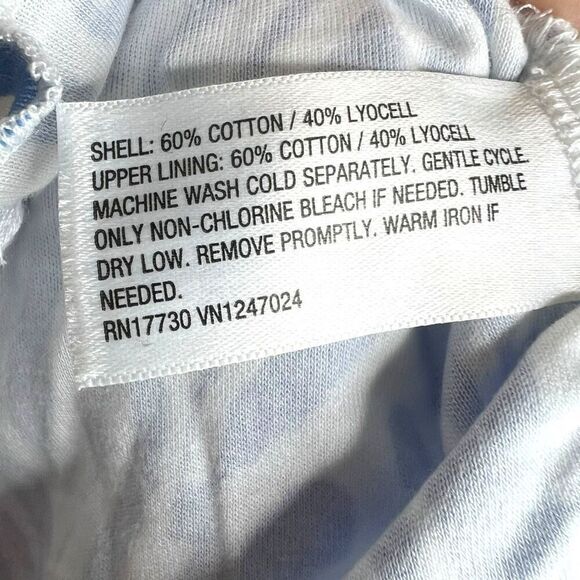 SHELL: 60% COTTON / 40% LYOCELL
UPPER LINING: 60% COTTON / 40% LYOCELL
MACHINE WASH COLD SEPARATELY. GENTLE CYCLE.
ONLY NON-CHLORINE BLEACH IF NEEDED. TUMBLE
DRY LOW. REMOVE PROMPTLY. WARM IRON IF
NEEDED.
RN17730 VN1247024